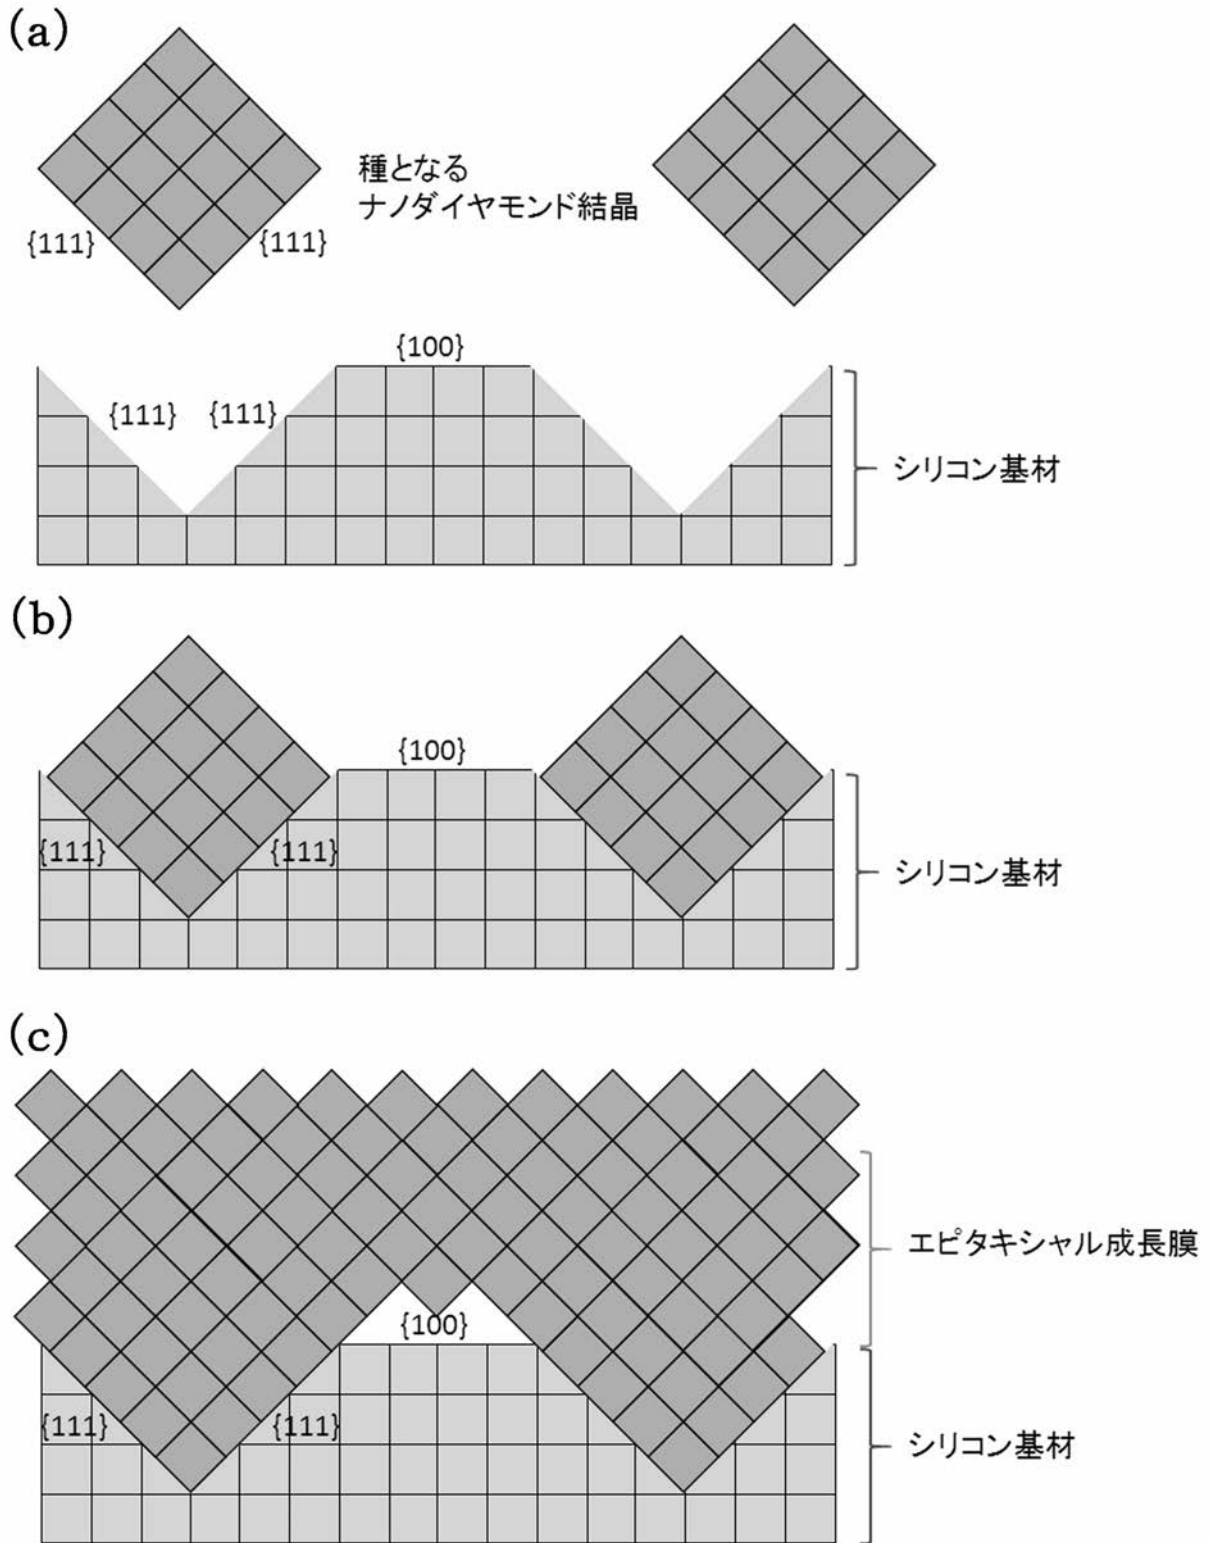 (a)
種となる
ナノダイヤモンド結晶
{111}
{111}
{100}
{111}
{111}
シリコン基材
(b)
{100}
{111}
{111}
シリコン基材
(c)
エピタキシャル成長膜
{100}
{111}
{111}
シリコン基材